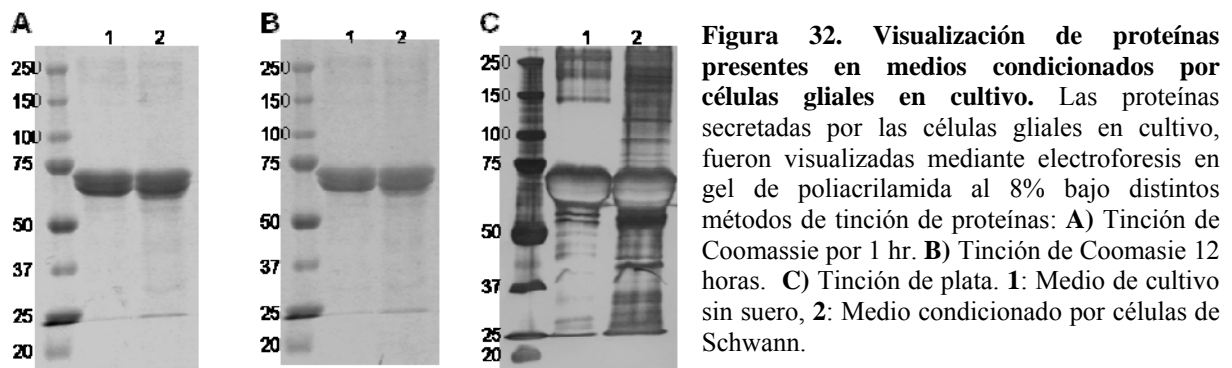 A
1 2
250
150
100
75
50
37
25
20
B
1 2
250
150
100
75
50
37
25
20
C
1 2
250
150
100
75
50
37
25
20
Figura 32. Visualización de proteínas
presentes en medios condicionados por
células gliales en cultivo. Las proteínas
secretadas por las células gliales en cultivo,
fueron visualizadas mediante electroforesis en
gel de poliacrilamida al 8% bajo distintos
métodos de tinción de proteínas: A) Tinción de
Coomassie por 1 hr. B) Tinción de Coomasie 12
horas. C) Tinción de plata. 1: Medio de cultivo
sin suero, 2: Medio condicionado por células de
Schwann.